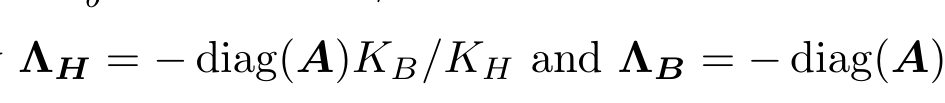 Λ_H = − diag(A)K_B/K_H and Λ_B = − diag(A)